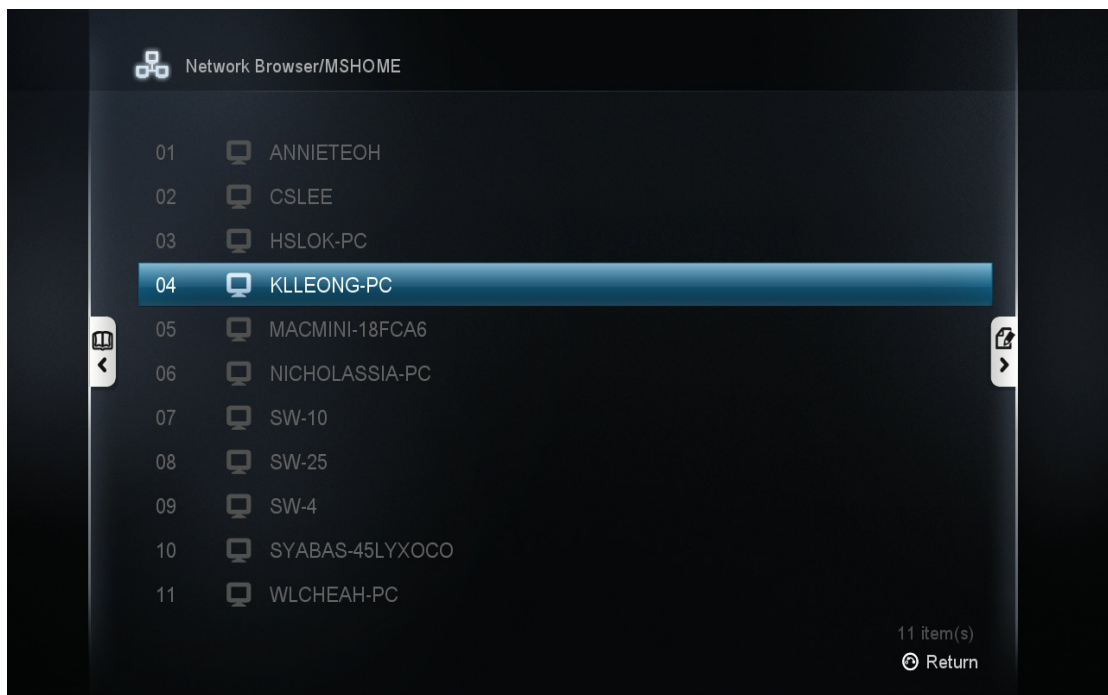 Network Browser/MSHOME
01 ANNIETEOH
02 CSLEE
03 HSLOK-PC
04 KLLEONG-PC
05 MACMINI-18FCA6
06 NICHOLASSIA-PC
07 SW-10
08 SW-25
09 SW-4
10 SYABAS-45LYXOCO
11 WLCHEAH-PC
11 item(s)
Return